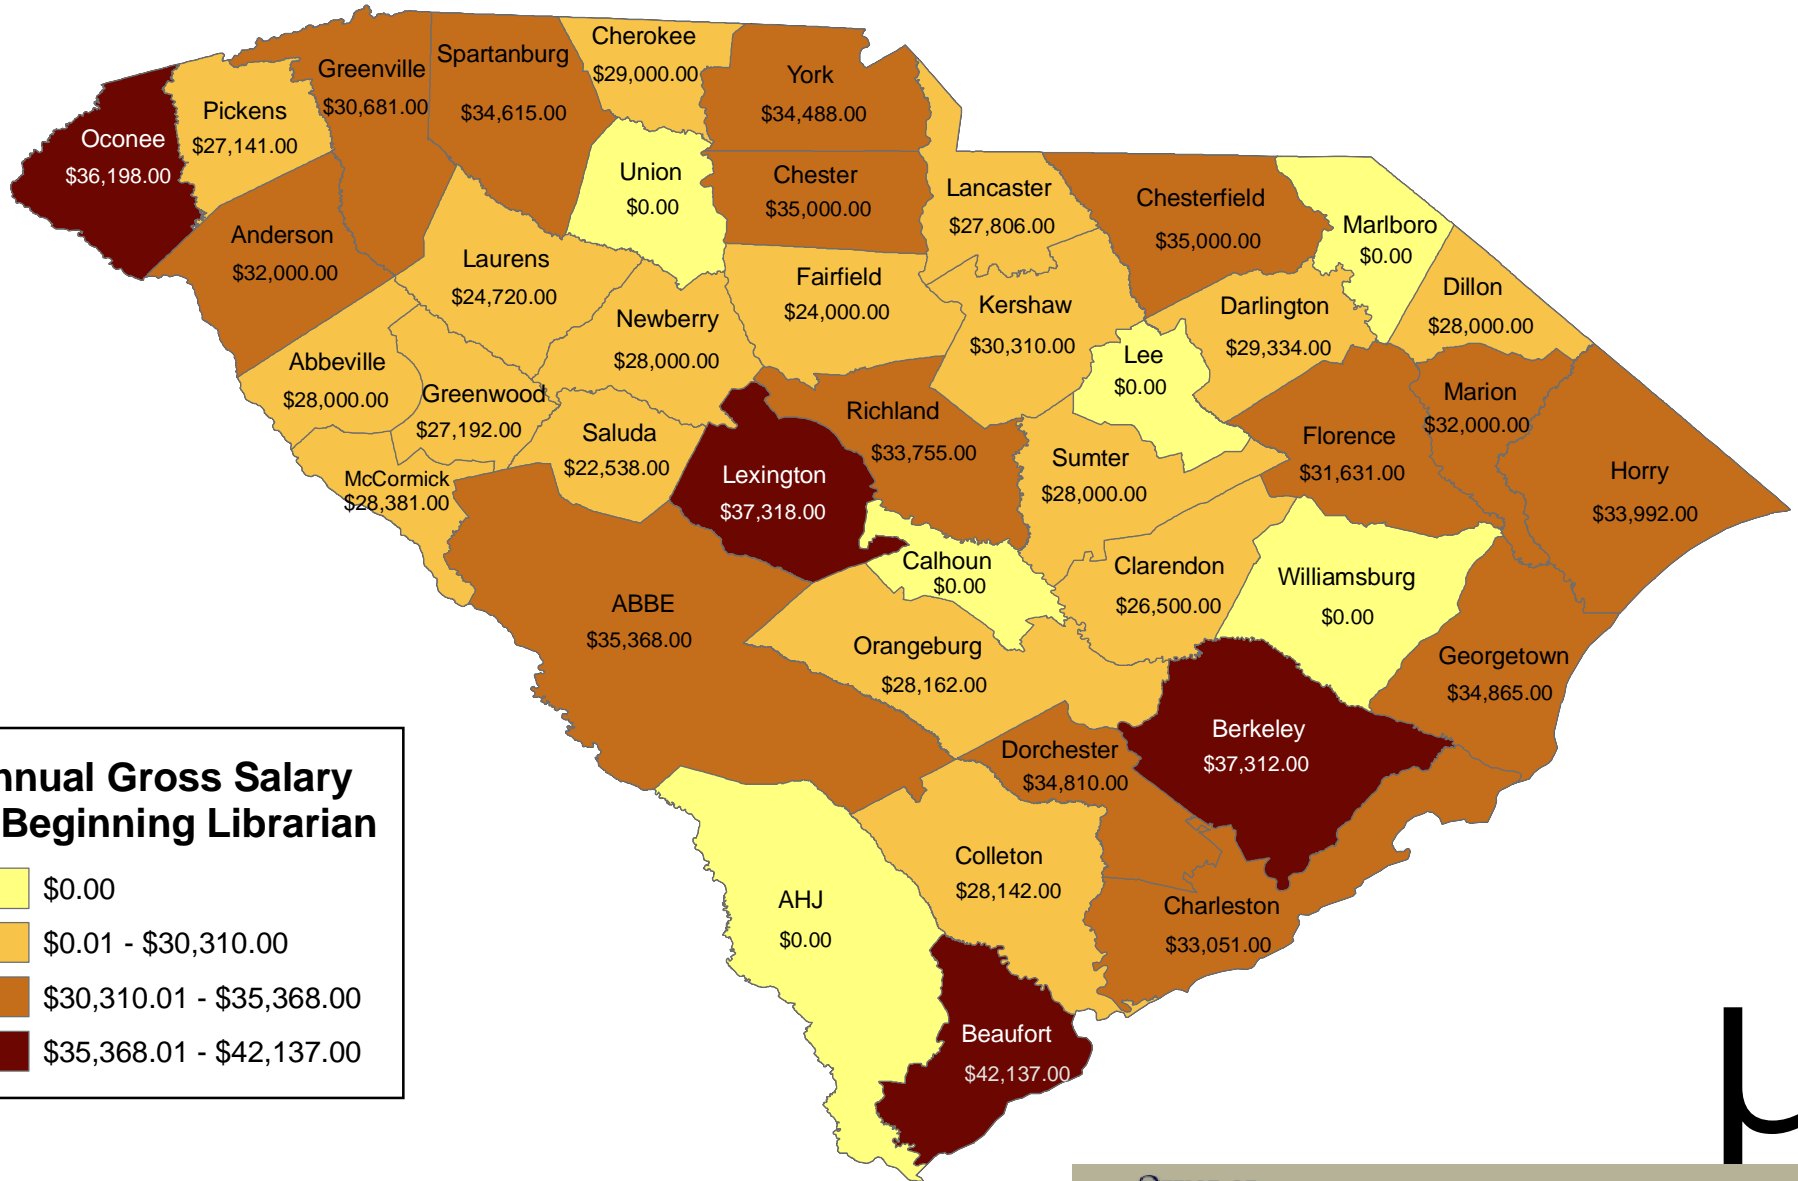 Cherokee
$29,000.00
Spartanburg
$34,615.00
Greenville
$30,681.00
York
$34,488.00
Pickens
$27,141.00
Oconee
$36,198.00
Union
$0.00
Chester
$35,000.00
Lancaster
$27,806.00
Chesterfield
$35,000.00
Marlboro
$0.00
Anderson
$32,000.00
Laurens
$24,720.00
Fairfield
$24,000.00
Kershaw
$30,310.00
Darlington
$29,334.00
Dillon
$28,000.00
Newberry
$28,000.00
Lee
$0.00
Abbeville
$28,000.00
Greenwood
$27,192.00
Marion
$32,000.00
Richland
$33,755.00
Saluda
$22,538.00
Florence
$31,631.00
Sumter
$28,000.00
Horry
$33,992.00
McCormick
$28,381.00
Lexington
$37,318.00
Calhoun
$0.00
Clarendon
$26,500.00
Williamsburg
$0.00
ABBE
$35,368.00
Orangeburg
$28,162.00
Georgetown
$34,865.00
Berkeley
$37,312.00
Dorchester
$34,810.00
Colleton
$28,142.00
AHJ
$0.00
Charleston
$33,051.00
Beaufort
$42,137.00
nnual Gross Salary
Beginning Librarian
$0.00
$0.01 - $30,310.00
$30,310.01 - $35,368.00
$35,368.01 - $42,137.00
µ